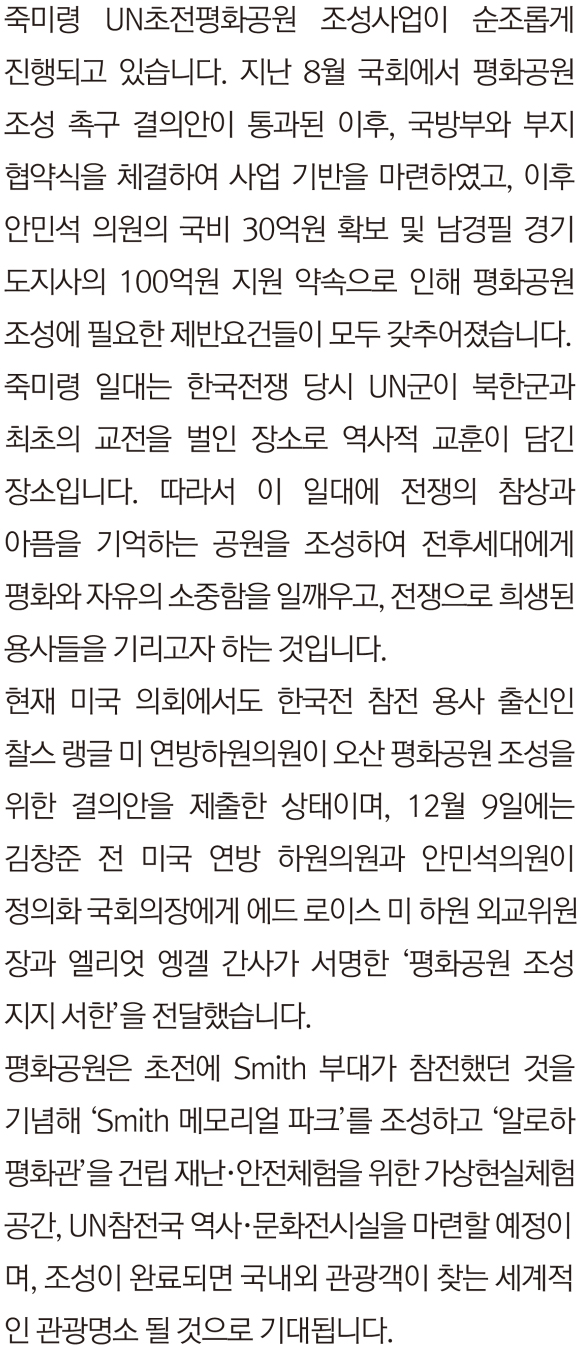 죽미령 UN초전평화공원 조성사업이 순조롭게
진행되고 있습니다. 지난 8월 국회에서 평화공원
조성 촉구 결의안이 통과된 이후, 국방부와 부지
협약식을 체결하여 사업 기반을 마련하였고, 이후
안민석 의원의 국비 30억원 확보 및 남경필 경기
도지사의 100억원 지원 약속으로 인해 평화공원
조성에 필요한 제반요건들이 모두 갖추어졌습니다.
죽미령 일대는 한국전쟁 당시 UN군이 북한군과
최초의 교전을 벌인 장소로 역사적 교훈이 담긴
장소입니다. 따라서 이 일대에 전쟁의 참상과
아픔을 기억하는 공원을 조성하여 전후세대에게
평화와 자유의 소중함을 일깨우고, 전쟁으로 희생된
용사들을 기리고자 하는 것입니다.
현재 미국 의회에서도 한국전 참전 용사 출신인
찰스 랭글 미 연방하원의원이 오산 평화공원 조성을
위한 결의안을 제출한 상태이며, 12월 9일에는
김창준 전 미국 연방 하원의원과 안민석의원이
정의화 국회의장에게 에드 로이스 미 하원 외교위원
장과 엘리엇 엥겔 간사가 서명한 ‘평화공원 조성
지지 서한’을 전달했습니다.
평화공원은 초전에 Smith 부대가 참전했던 것을
기념해 ‘Smith 메모리얼 파크’를 조성하고 ‘알로하
평화관’을 건립 재난·안전체험을 위한 가상현실체험
공간, UN참전국 역사·문화전시실을 마련할 예정이
며, 조성이 완료되면 국내외 관광객이 찾는 세계적
인 관광명소 될 것으로 기대됩니다.